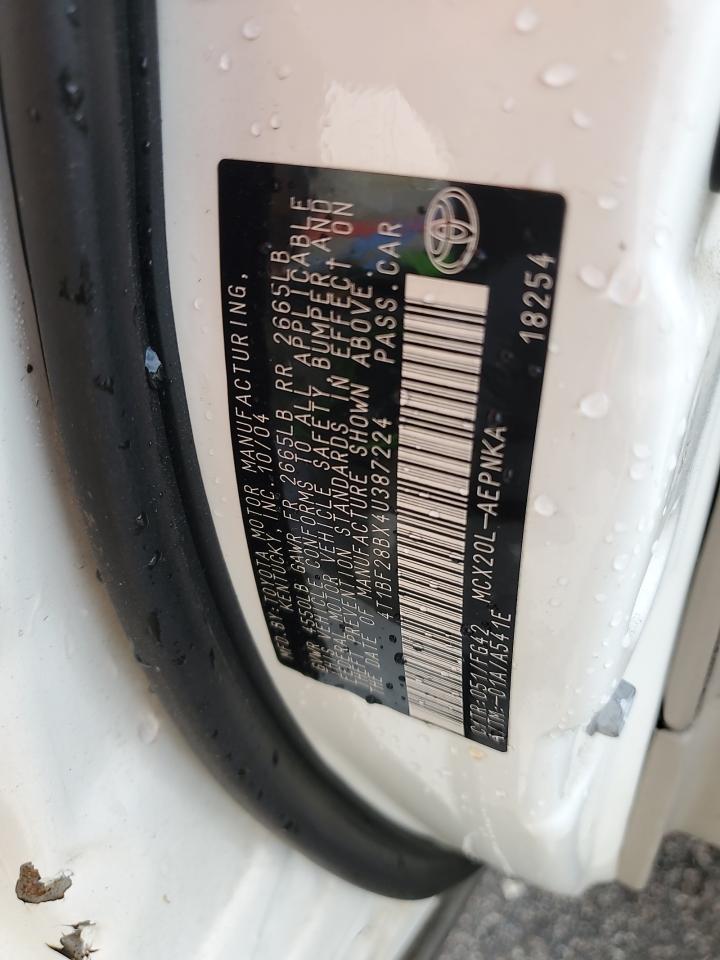 MFD.BY:TOYOTA MOTOR MANUFACTURING,
KENTUCKY, INC. 10/04
GVWR 4550LB GAWR FR 2665LB RR 2665LB
THIS VEHICLE CONFORMS TO ALL APPLICABLE
FEDERAL MOTOR VEHICLE SAFETY, BUMPER, AND
THEFT PREVENTION STANDARDS IN EFFECT ON
THE DATE OF MANUFACTURE SHOWN ABOVE.
4T1BF28BX4U387224 PASS.CAR
C/TR:051/FG42 MCX20L-AEPNKA
A/TM:-01A/A541E 18254